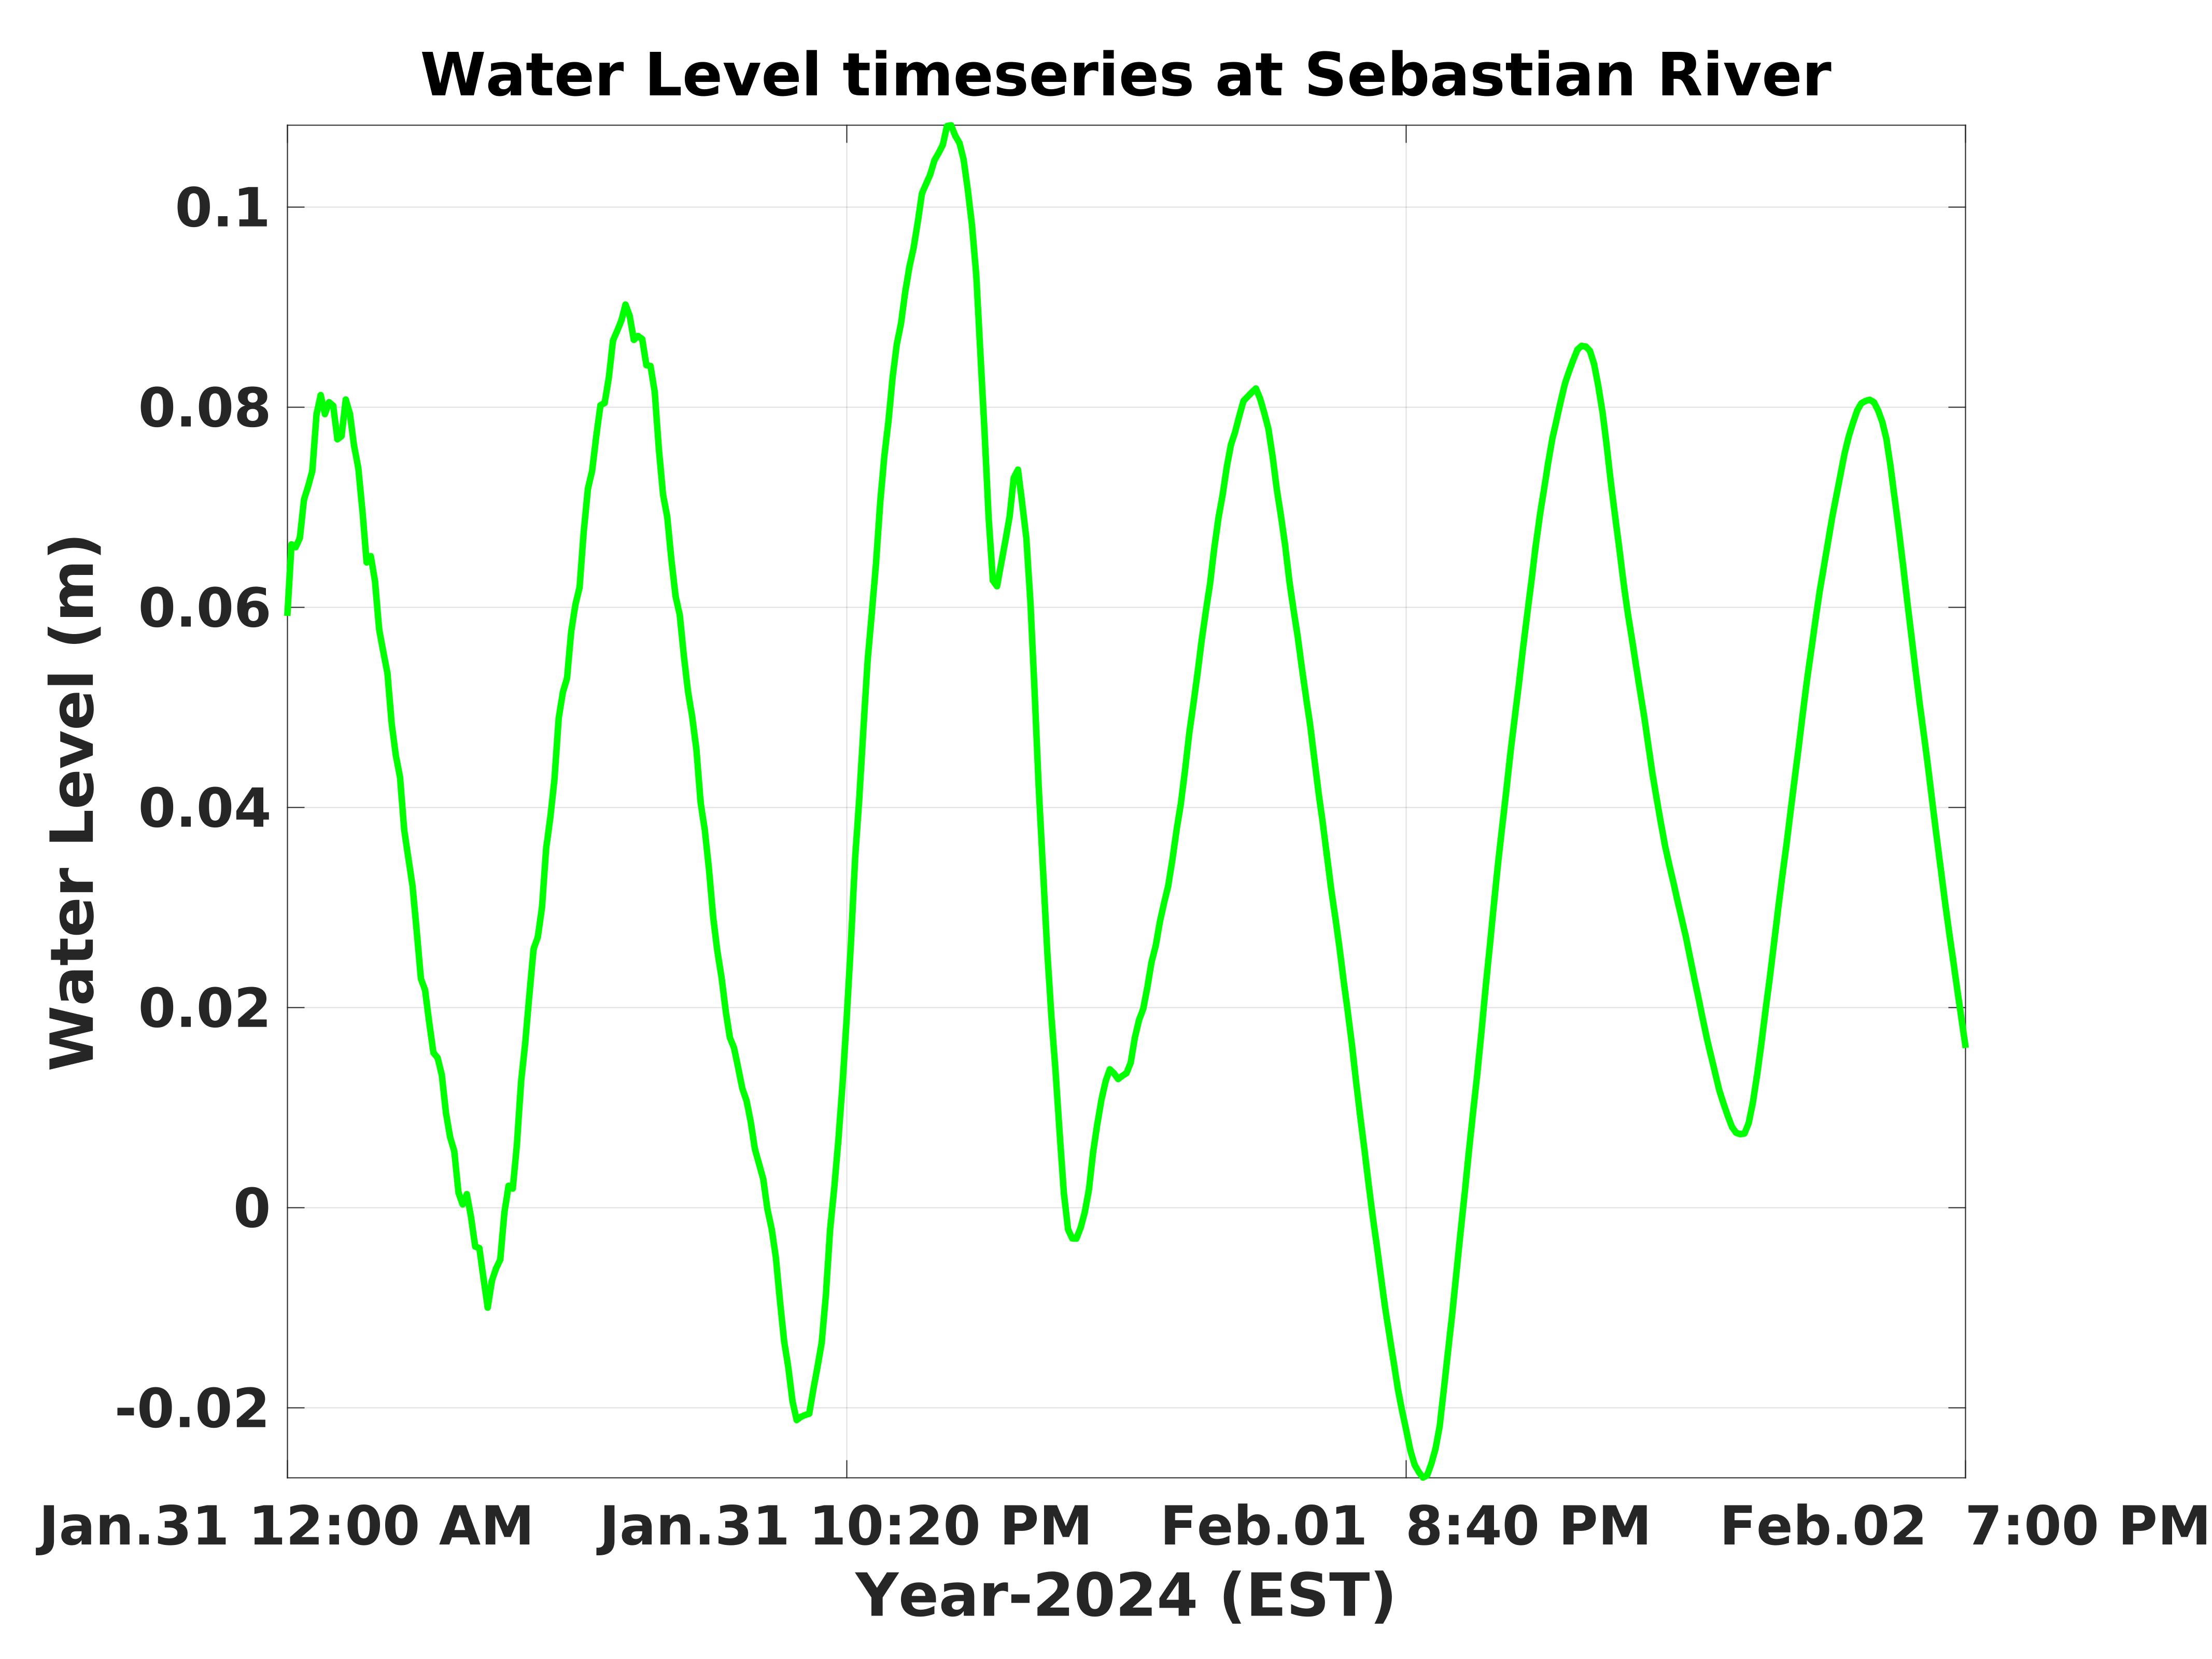 Water Level timeseries at Sebastian River
Water Level (m)
0.1
0.08
0.06
0.04
0.02
0
-0.02
Jan.31 12:00 AM Jan.31 10:20 PM Feb.01 8:40 PM Feb.02 7:00 PM
Year-2024 (EST)